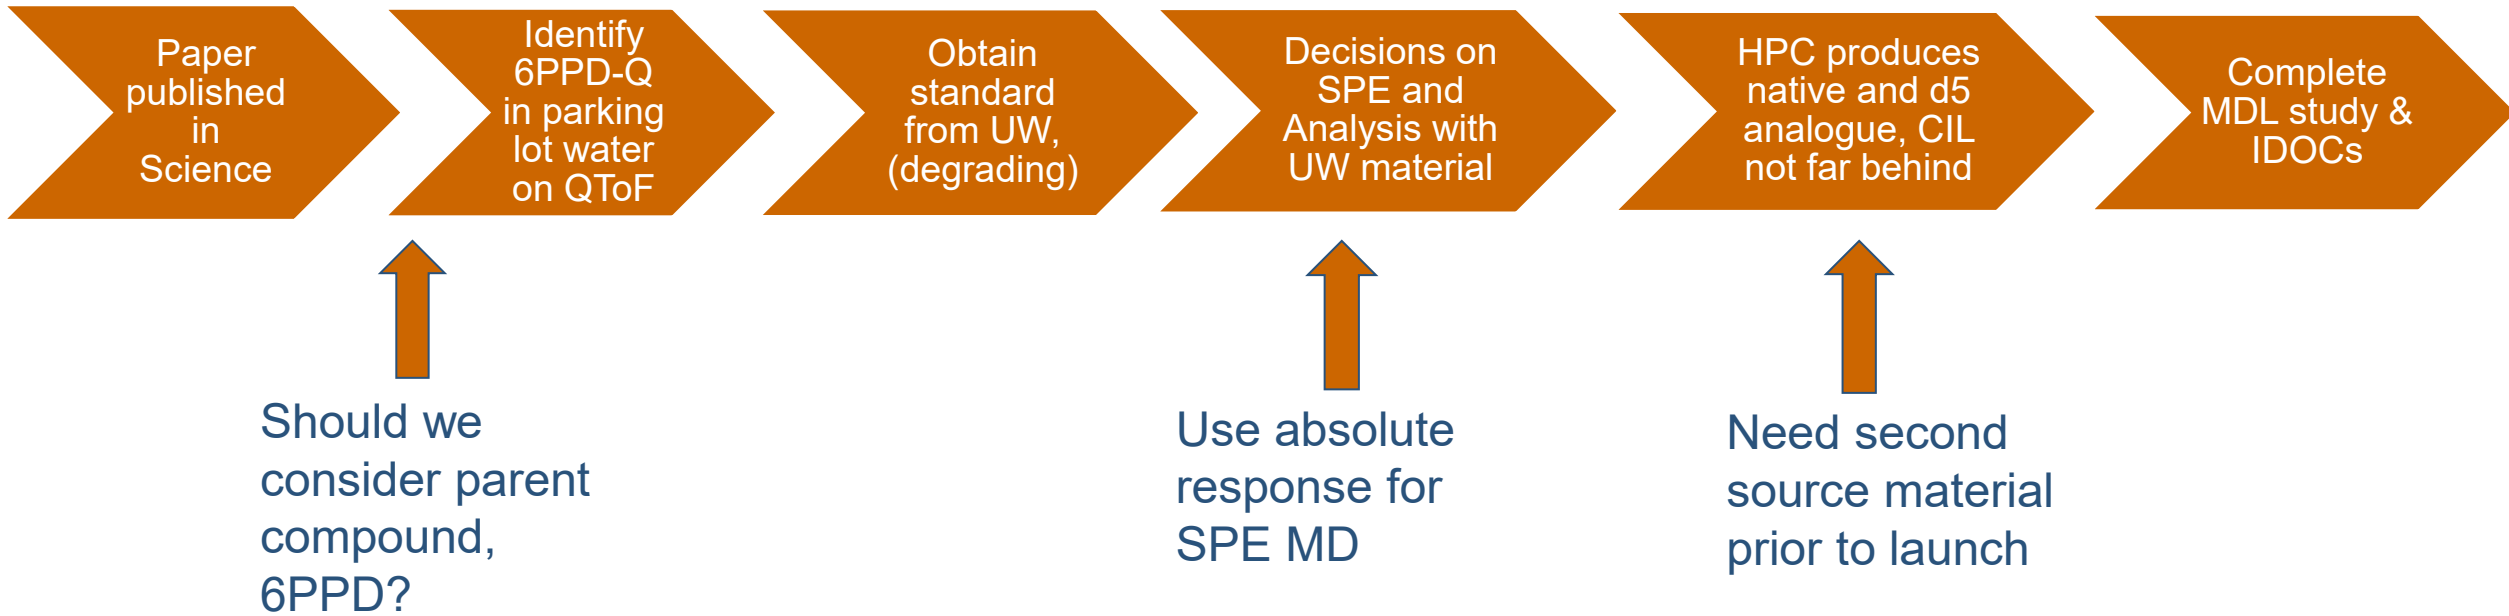 Paper
published
in
Science
Identify
6PPD-Q
in parking
lot water
on QToF
Obtain
standard
from UW,
(degrading)
Decisions on
SPE and
Analysis with
UW material
HPC produces
native and d5
analogue, CIL
not far behind
Complete
MDL study &
IDOCs
Should we
consider parent
compound,
6PPD?
Use absolute
response for
SPE MD
Need second
source material
prior to launch